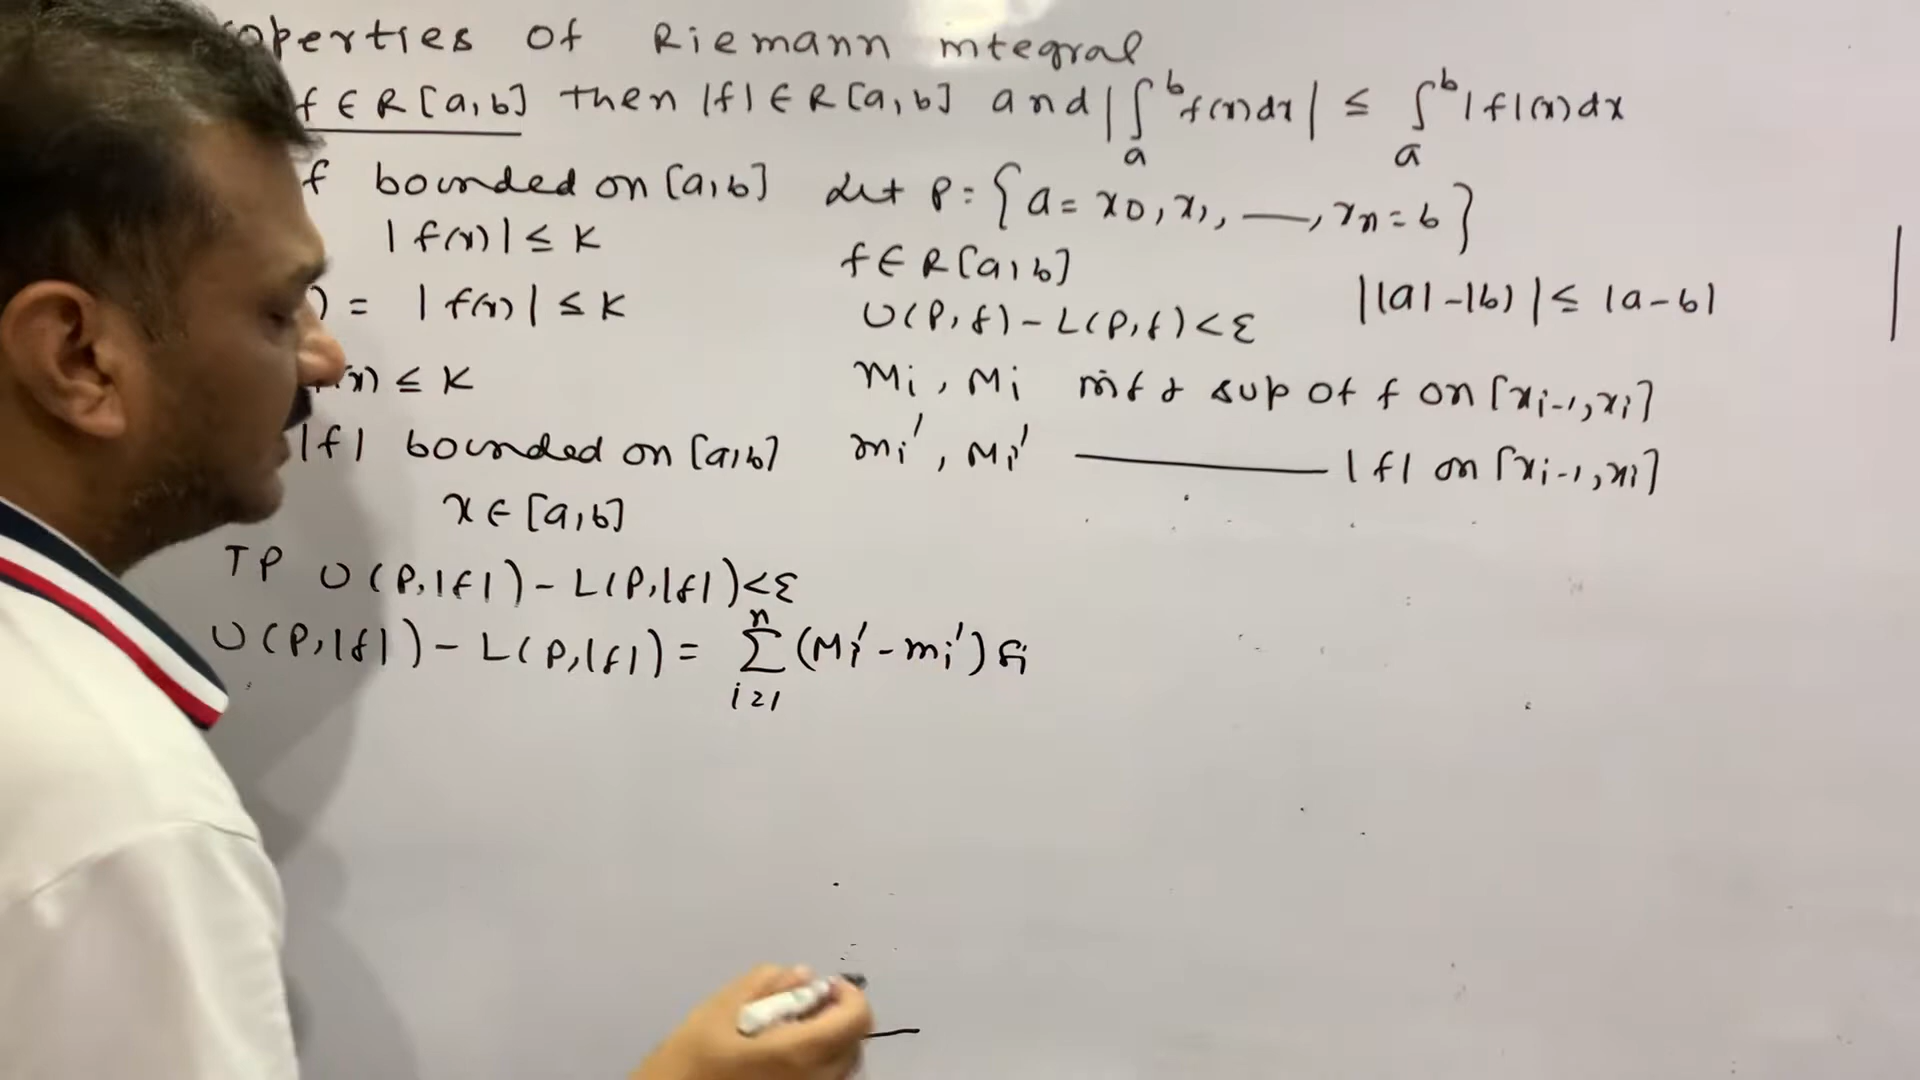 operties of Riemann integral
f ∈ R[a,b] then |f| ∈ R[a,b] and |∫_a^b f(x)dx| ≤ ∫_a^b |f|(x)dx
f bounded on [a,b]
|f(x)| ≤ K
) = |f(x)| ≤ K
(x) ≤ K
|f| bounded on [a,b]
x ∈ [a,b]
Let P = {a = x0, x1, —, xn = b}
f ∈ R[a,b]
U(P,f) - L(P,f) < ε
||a| - |b|| ≤ |a-b|
mi, Mi inf & sup of f on [xi-1, xi]
mi', Mi' ——— |f| on [xi-1, xi]
TP U(P,|f|) - L(P,|f|) < ε
U(P,|f|) - L(P,|f|) = ∑_{i=1}^n (Mi' - mi') δi